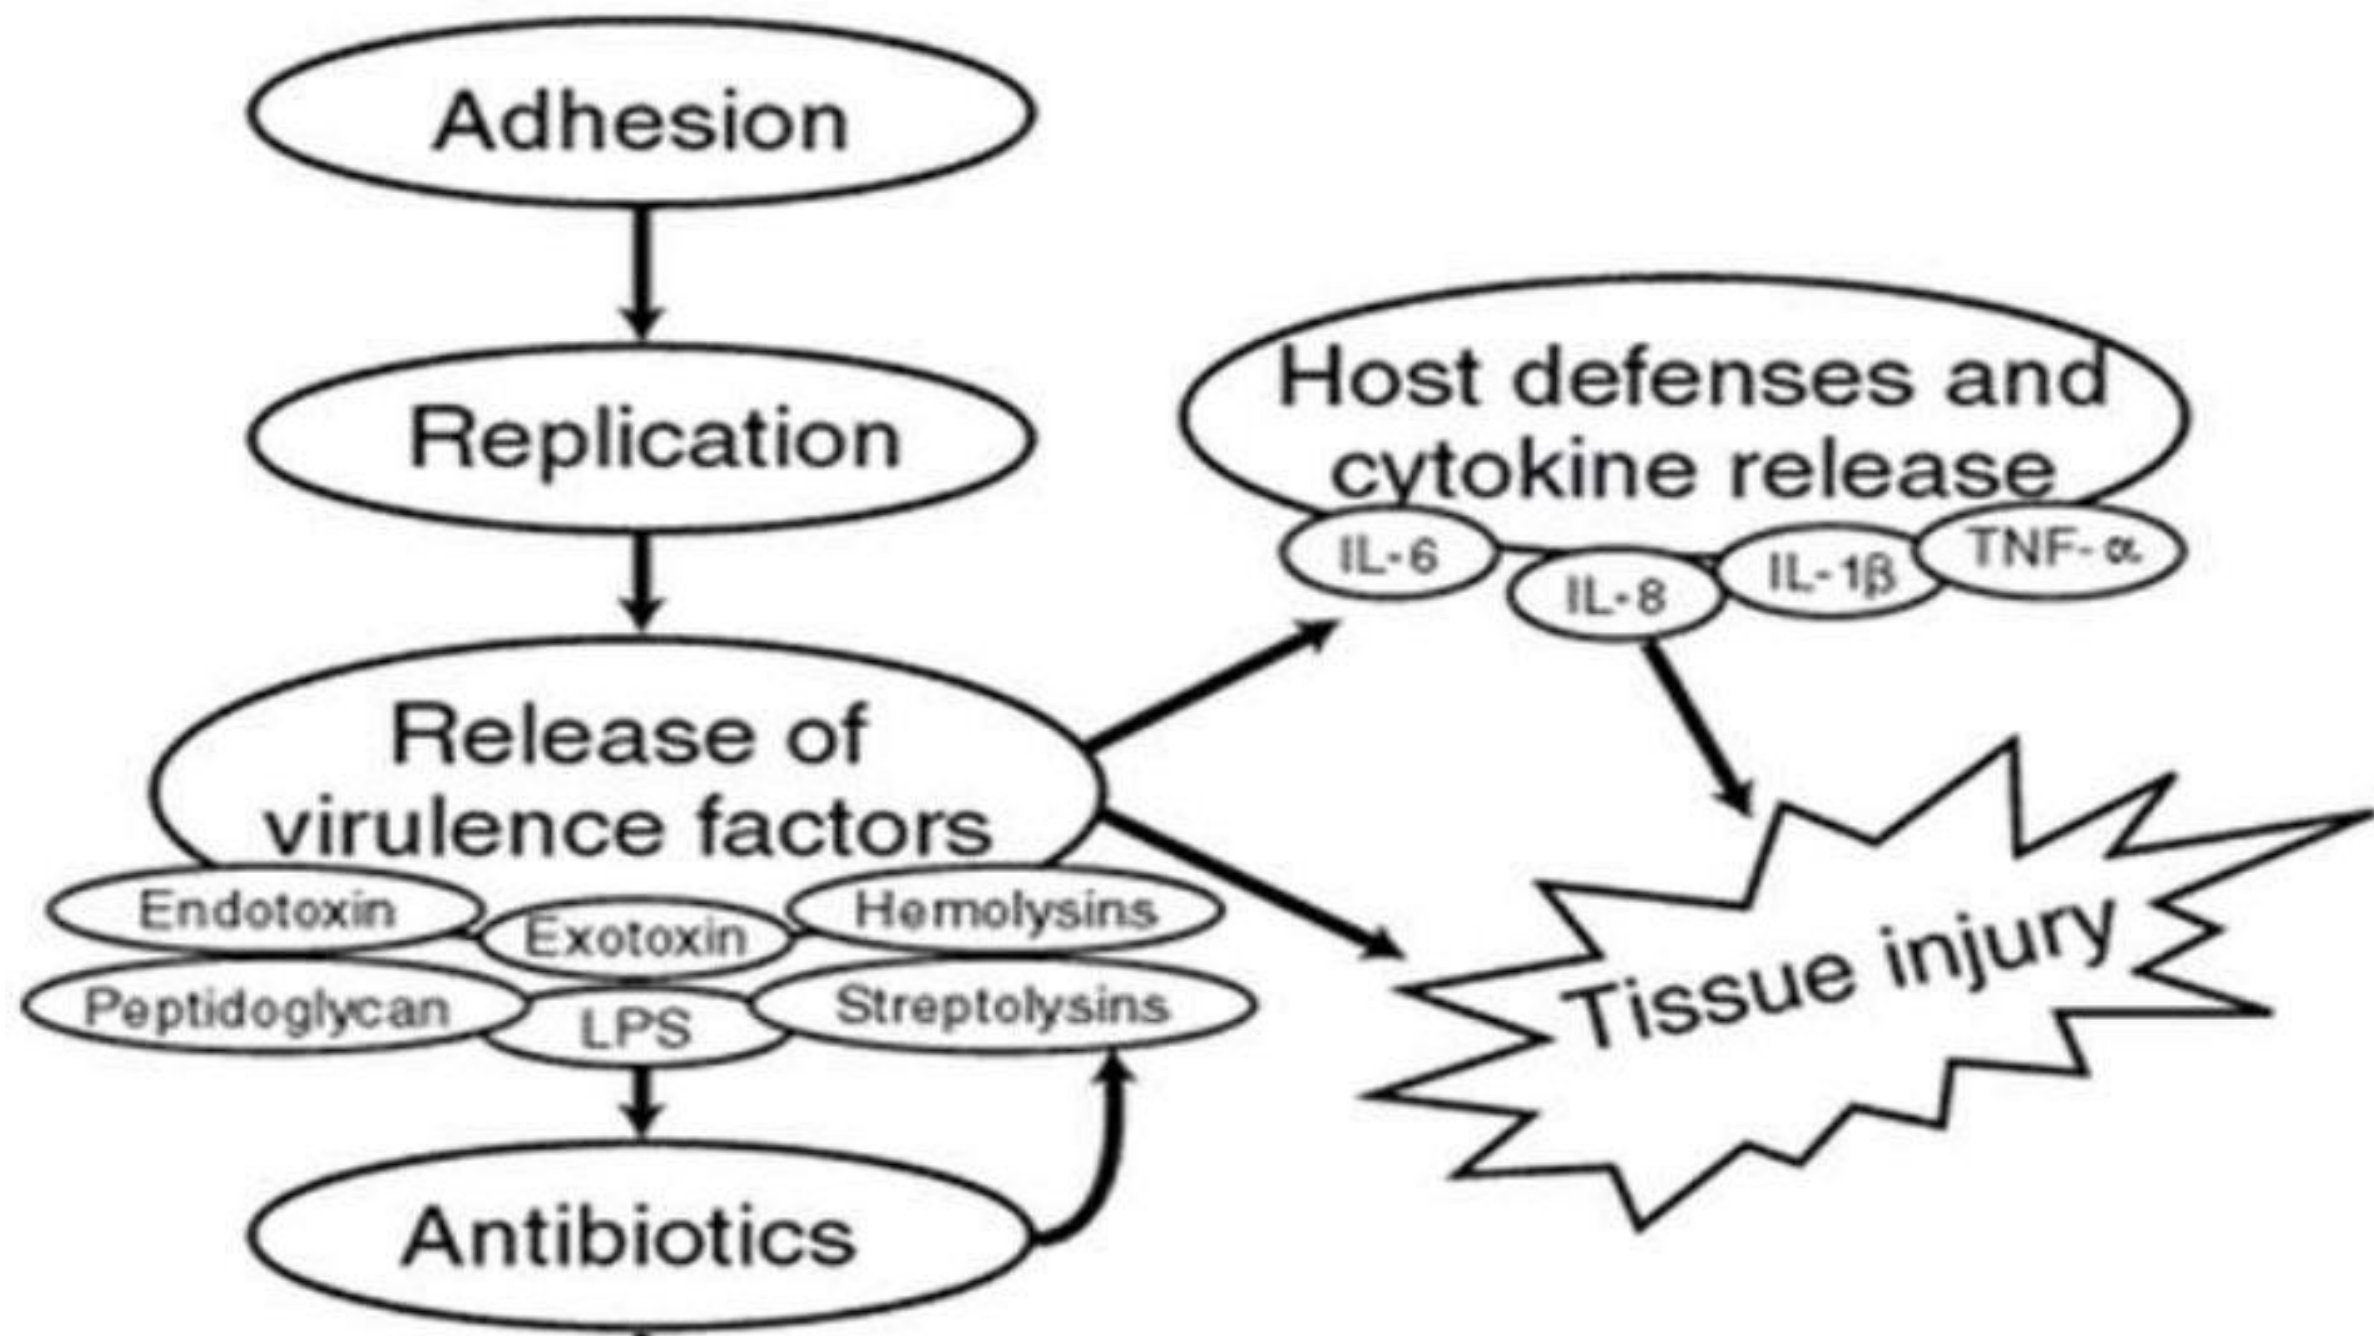 Adhesion
Replication
Host defenses and
cytokine release
IL-6
IL-8
IL-1β
TNF-α
Release of
virulence factors
Endotoxin
Exotoxin
Hemolysins
Peptidoglycan
LPS
Streptolysins
Tissue injury
Antibiotics